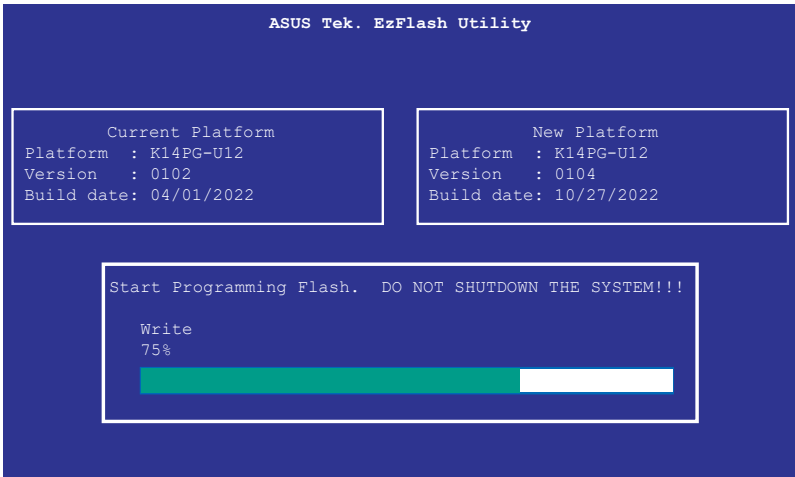 ASUS Tek. EzFlash Utility
Current Platform
Platform : K14PG-U12
Version : 0102
Build date: 04/01/2022
New Platform
Platform : K14PG-U12
Version : 0104
Build date: 10/27/2022
Start Programming Flash. DO NOT SHUTDOWN THE SYSTEM!!!
Write
75%